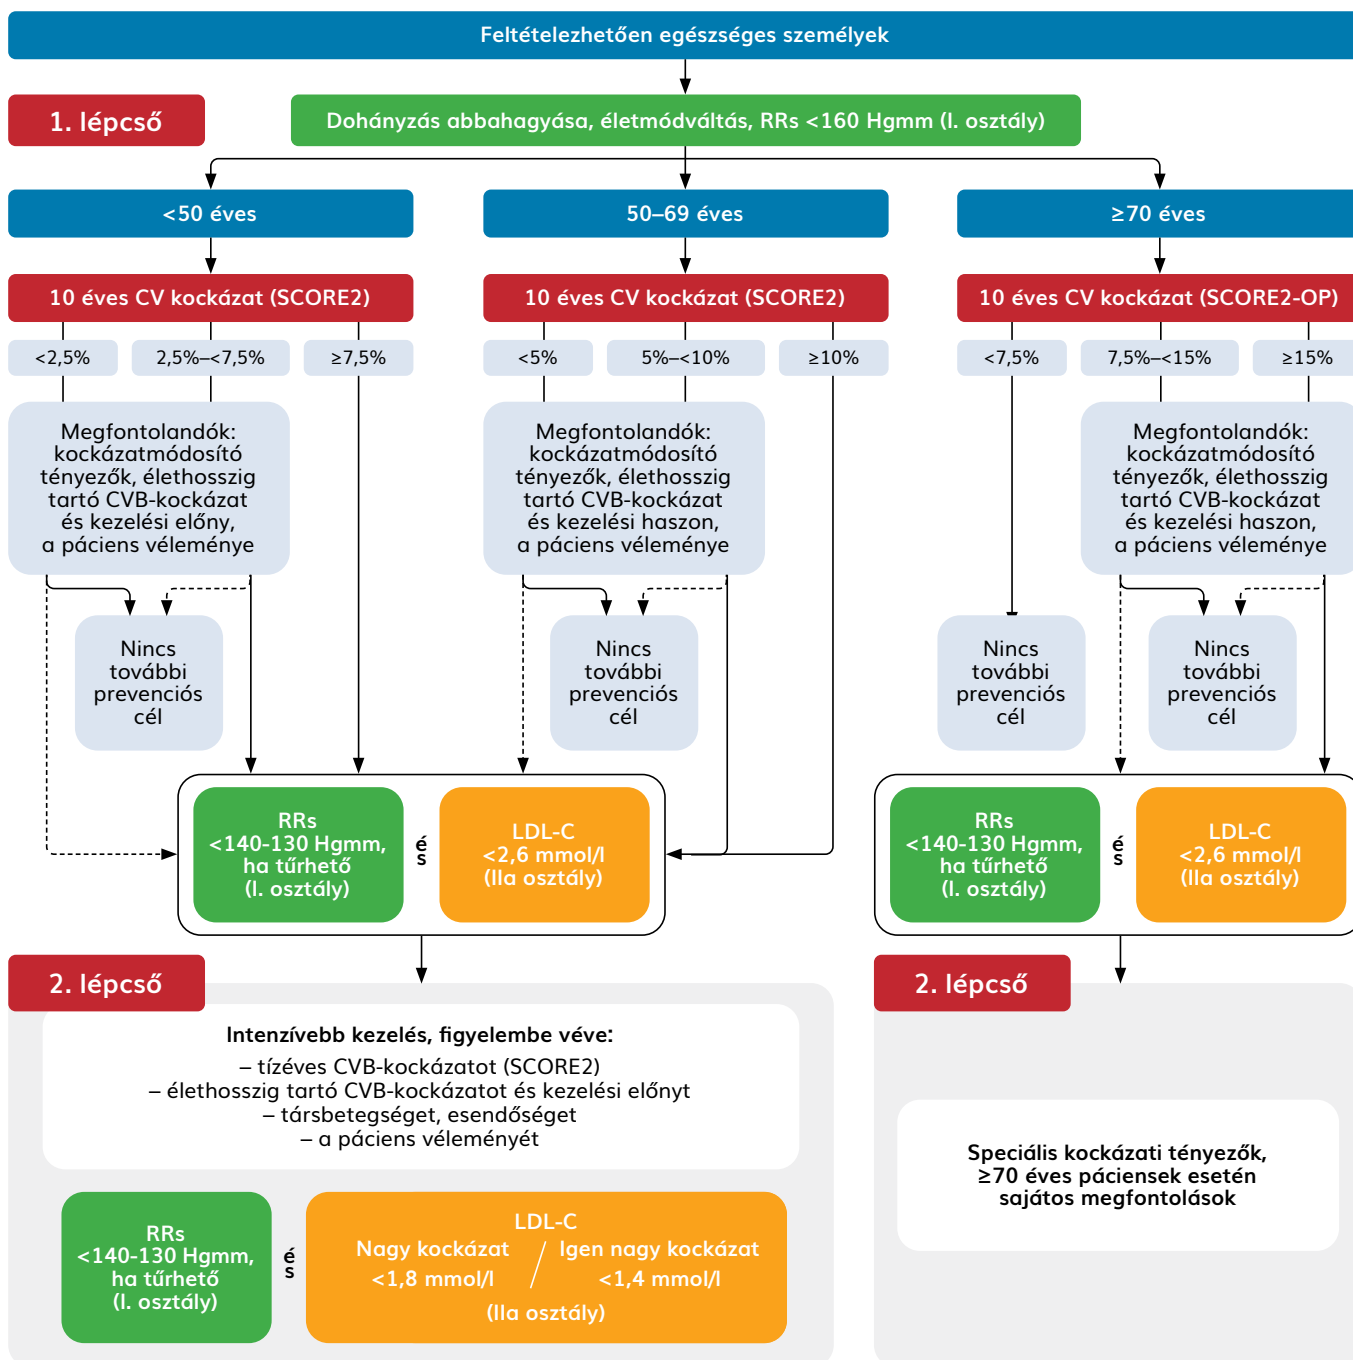 Feltételezhetően egészséges személyek
1. lépcső
Dohányzás abbahagyása, életmódváltás, RRs <160 Hgmm (I. osztály)
<50 éves
50–69 éves
≥70 éves
10 éves CV kockázat (SCORE2)
10 éves CV kockázat (SCORE2)
10 éves CV kockázat (SCORE2-OP)
<2,5%
2,5%–<7,5%
≥7,5%
<5%
5%–<10%
≥10%
<7,5%
7,5%–<15%
≥15%
Megfontolandók:
kockázatmódosító
tényezők, élethosszig
tartó CVB-kockázat
és kezelési előny,
a páciens véleménye
Megfontolandók:
kockázatmódosító
tényezők, élethosszig
tartó CVB-kockázat
és kezelési haszon,
a páciens véleménye
Megfontolandók:
kockázatmódosító
tényezők, élethosszig
tartó CVB-kockázat
és kezelési haszon,
a páciens véleménye
Nincs
további
prevenciós
cél
Nincs
további
prevenciós
cél
Nincs
további
prevenciós
cél
Nincs
további
prevenciós
cél
RRs
<140-130 Hgmm,
ha tűrhető
(I. osztály)
és
LDL-C
<2,6 mmol/l
(IIa osztály)
RRs
<140-130 Hgmm,
ha tűrhető
(I. osztály)
és
LDL-C
<2,6 mmol/l
(IIa osztály)
2. lépcső
Intenzívebb kezelés, figyelembe véve:
– tízéves CVB-kockázatot (SCORE2)
– élethosszig tartó CVB-kockázatot és kezelési előnyt
– társbetegséget, esendőséget
– a páciens véleményét
RRs
<140-130 Hgmm,
ha tűrhető
(I. osztály)
és
LDL-C
Nagy kockázat / Igen nagy kockázat
<1,8 mmol/l <1,4 mmol/l
(IIa osztály)
2. lépcső
Speciális kockázati tényezők,
≥70 éves páciensek esetén
sajátos megfontolások